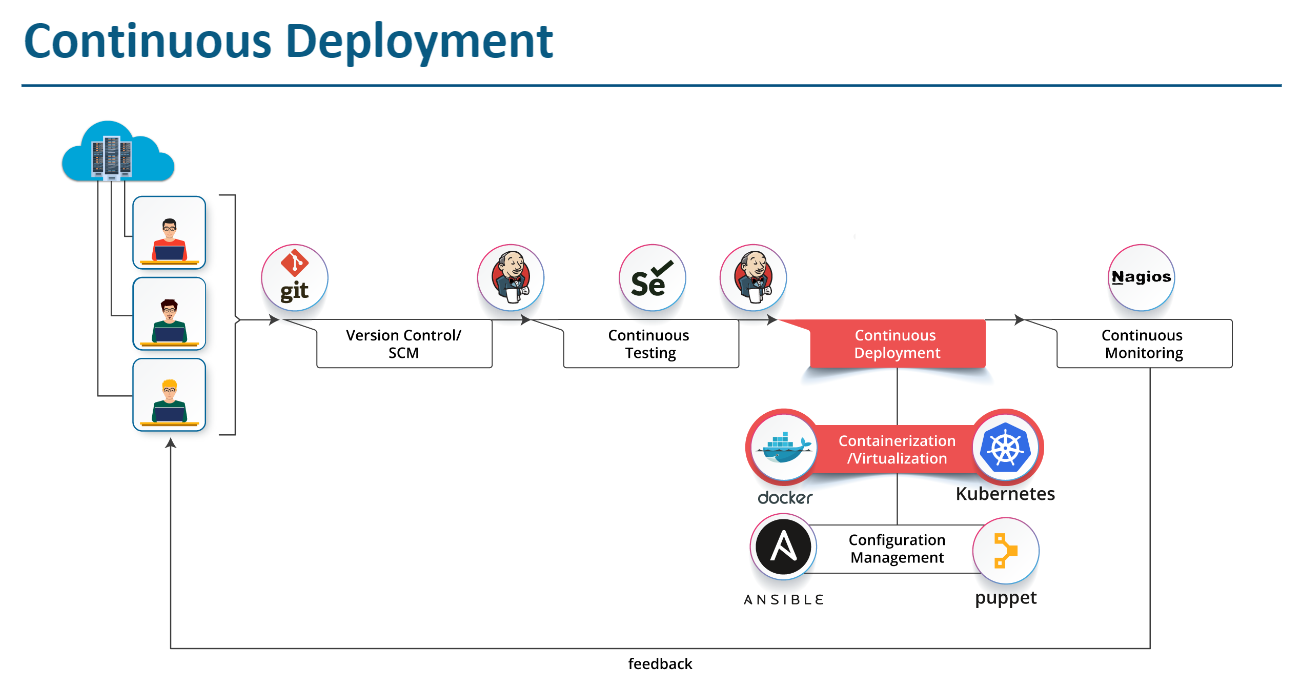 Continuous Deployment
git
Version Control/
SCM
Se
Continuous
Testing
Continuous
Deployment
Nagios
Continuous
Monitoring
Containerization
/Virtualization
docker
Kubernetes
Configuration
Management
ANSIBLE
puppet
feedback